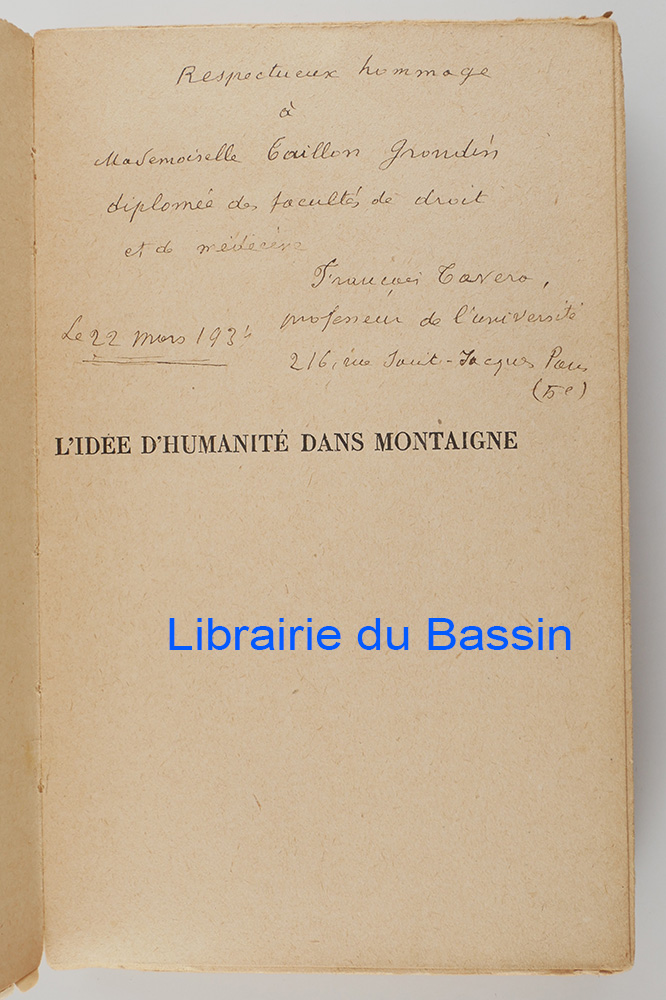 Respectueux hommage
à
Mademoiselle Taillon Grondin
diplomée des facultés de droit
et de médecine
François Tavera,
professeur de l'université
Le 22 mars 193
216, rue Saint-Jacques Paris
(5e)
L'IDÉE D'HUMANITÉ DANS MONTAIGNE
Librairie du Bassin